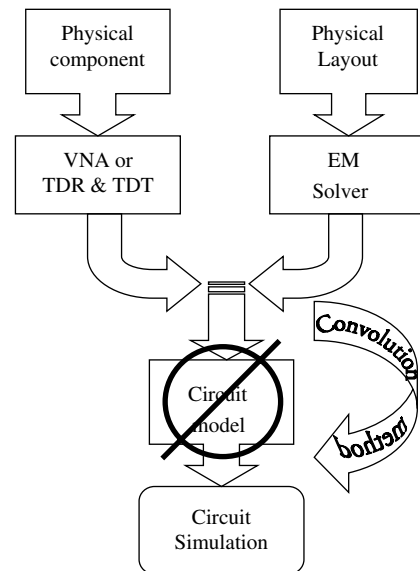 Physical
component
Physical
Layout
VNA or
TDR & TDT
EM
Solver
Convolution
method
Circuit
model
Circuit
Simulation